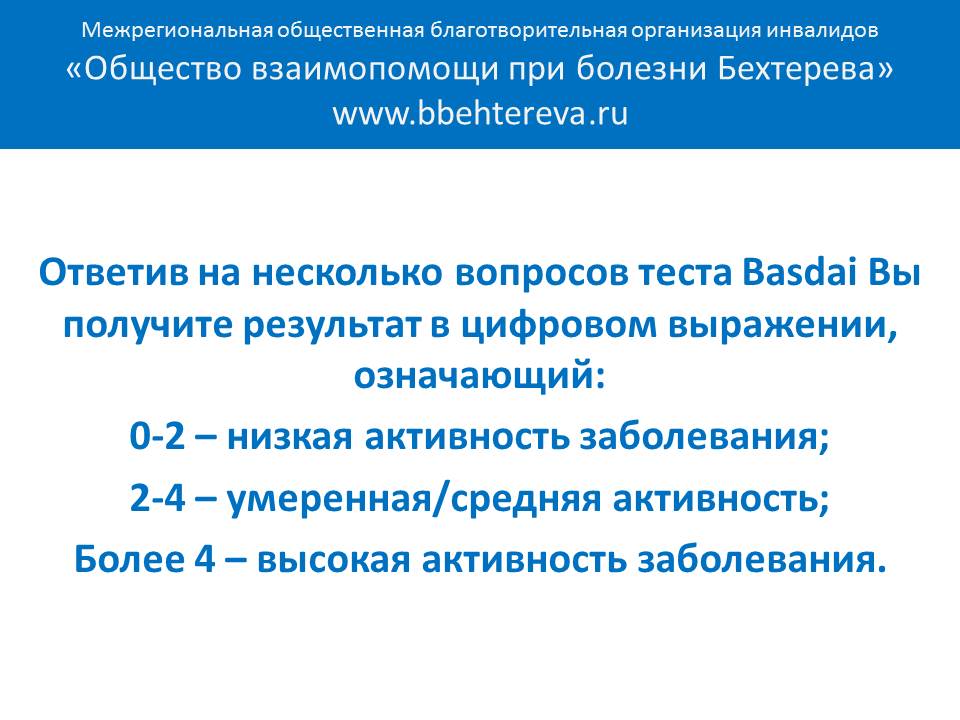 Межрегиональная общественная благотворительная организация инвалидов
«Общество взаимопомощи при болезни Бехтерева»
www.bbehtereva.ru
Ответив на несколько вопросов теста Basdai Вы
получите результат в цифровом выражении,
означающий:
0-2 – низкая активность заболевания;
2-4 – умеренная/средняя активность;
Более 4 – высокая активность заболевания.